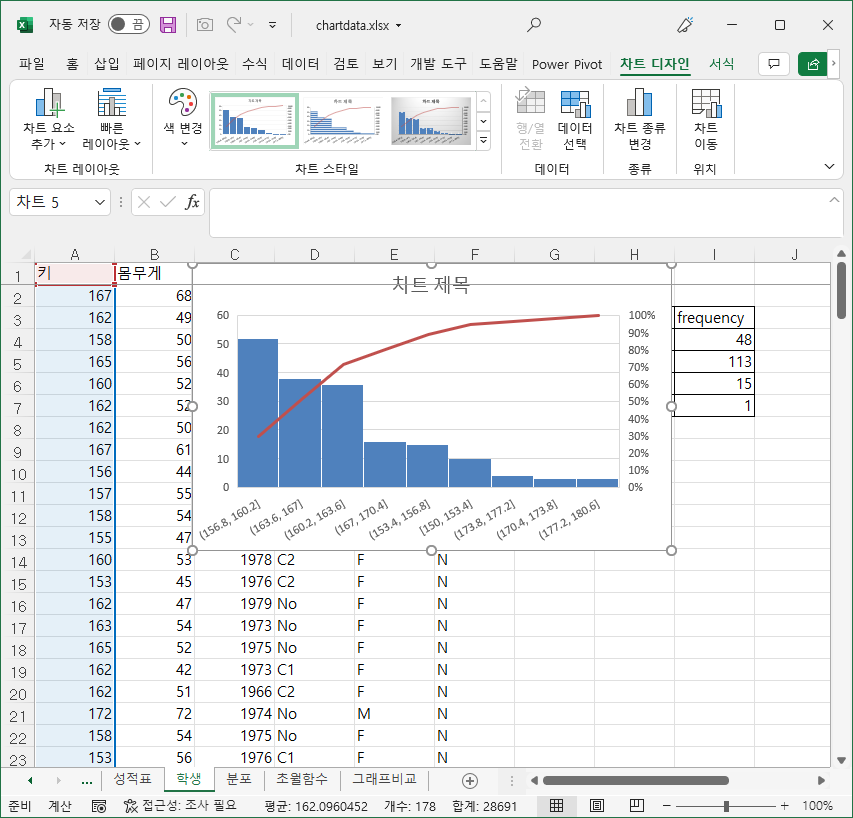 자동 저장 끔 chartdata.xlsx
파일 홈 삽입 페이지 레이아웃 수식 데이터 검토 보기 개발 도구 도움말 Power Pivot 차트 디자인 서식
차트 요소 추가
빠른 레이아웃
색 변경
행/열 전환
데이터 선택
차트 종류 변경
차트 이동
차트 레이아웃 차트 스타일 데이터 종류 위치
차트 5 fx
A B C D E F G H I J
1 키 몸무게
2 167 68
3 162 49 frequency
4 158 50 48
5 165 56 113
6 160 52 15
7 162 52 1
8 162 50
9 167 61
10 156 44
11 157 55
12 158 54
13 155 47
차트 제목
60 100%
50 90%
40 80%
30 70%
20 60%
10 50%
0 40%
30%
20%
10%
0%
(156.8, 160.2] (163.6, 167] (160.2, 163.6] (167, 170.4] (153.4, 156.8] [150, 153.4] (173.8, 177.2] (170.4, 173.8] (177.2, 180.6]
14 160 53 1978 C2 F N
15 153 45 1976 C2 F N
16 162 47 1979 No F N
17 163 54 1973 No F N
18 165 52 1975 No F N
19 162 42 1973 C1 F N
20 162 51 1966 C2 F N
21 172 72 1974 No M N
22 158 54 1975 No F N
23 153 56 1976 C1 F N
... 성적표 학생 분포 초월함수 그래프비교
준비 계산 접근성: 조사 필요 평균: 162.0960452 개수: 178 합계: 28691 100%